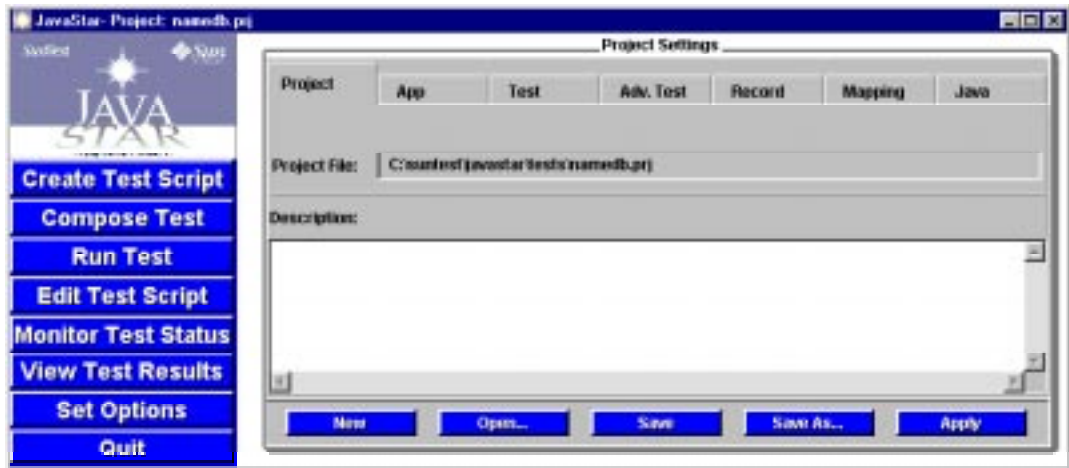 JavaStar- Project: namedb.prj
SunTest Sun
JAVA
STAR
Create Test Script
Compose Test
Run Test
Edit Test Script
Monitor Test Status
View Test Results
Set Options
Quit
Project Settings
Project App Test Adv. Test Record Mapping Java
Project File: C:\suntest\javastar\tests\namedb.prj
Description:
New Open... Save Save As... Apply